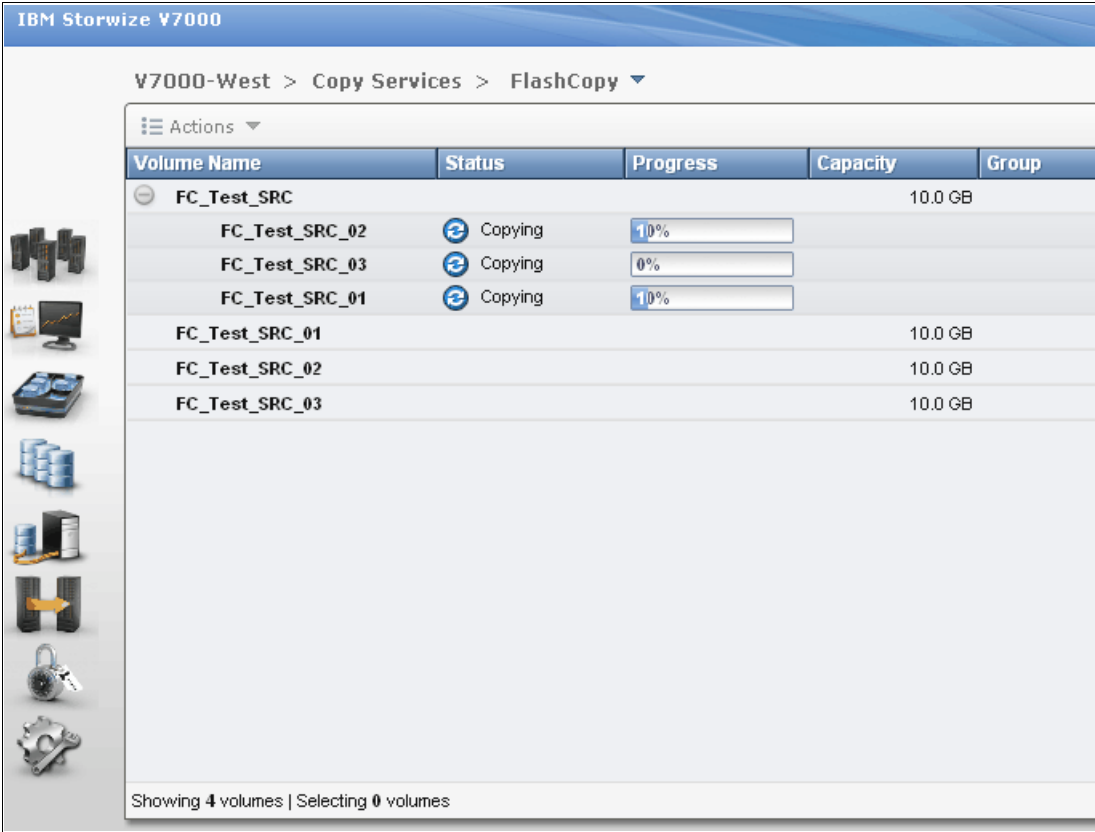 IBM Storwize V7000
V7000-West > Copy Services > FlashCopy
Actions
Volume Name Status Progress Capacity Group
FC_Test_SRC 10.0 GB
FC_Test_SRC_02 Copying 10%
FC_Test_SRC_03 Copying 0%
FC_Test_SRC_01 Copying 10%
FC_Test_SRC_01 10.0 GB
FC_Test_SRC_02 10.0 GB
FC_Test_SRC_03 10.0 GB
Showing 4 volumes | Selecting 0 volumes